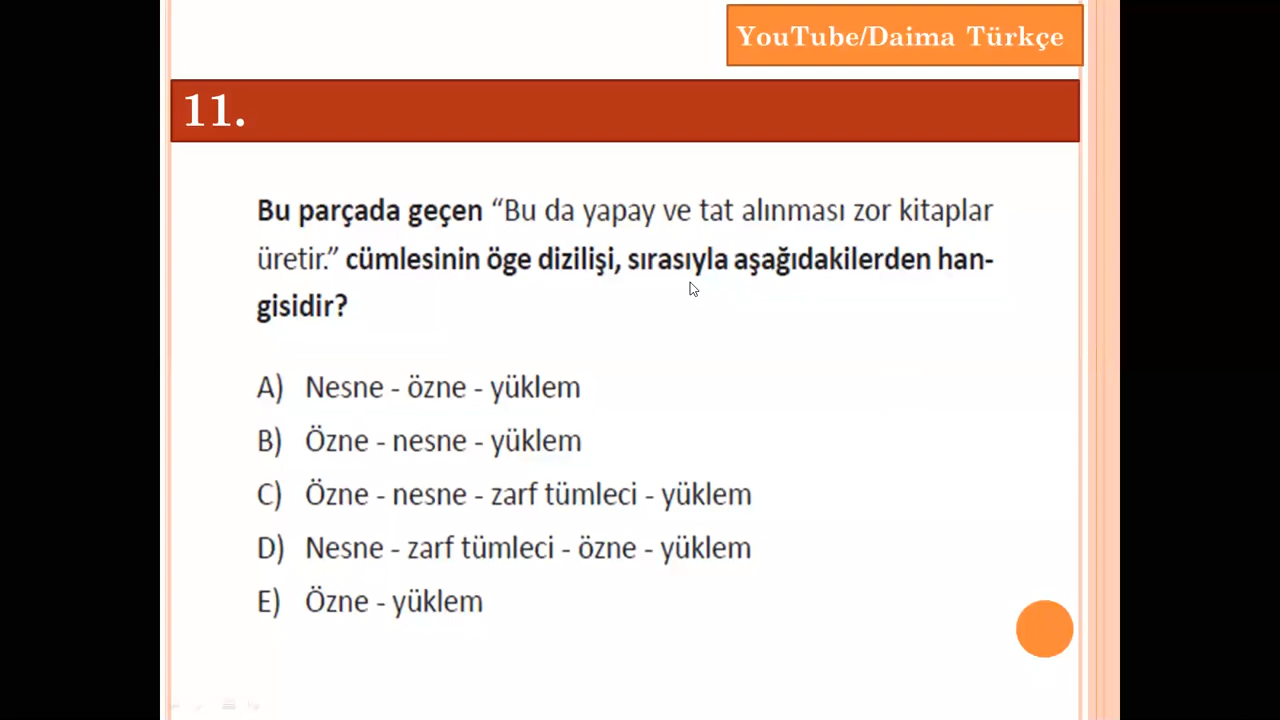 YouTube/Daima Türkçe
11.
Bu parçada geçen “Bu da yapay ve tat alınması zor kitaplar
üretir.” cümlesinin öge dizilişi, sırasıyla aşağıdakilerden han-
gisidir?
A) Nesne - özne - yüklem
B) Özne - nesne - yüklem
C) Özne - nesne - zarf tümleci - yüklem
D) Nesne - zarf tümleci - özne - yüklem
E) Özne - yüklem